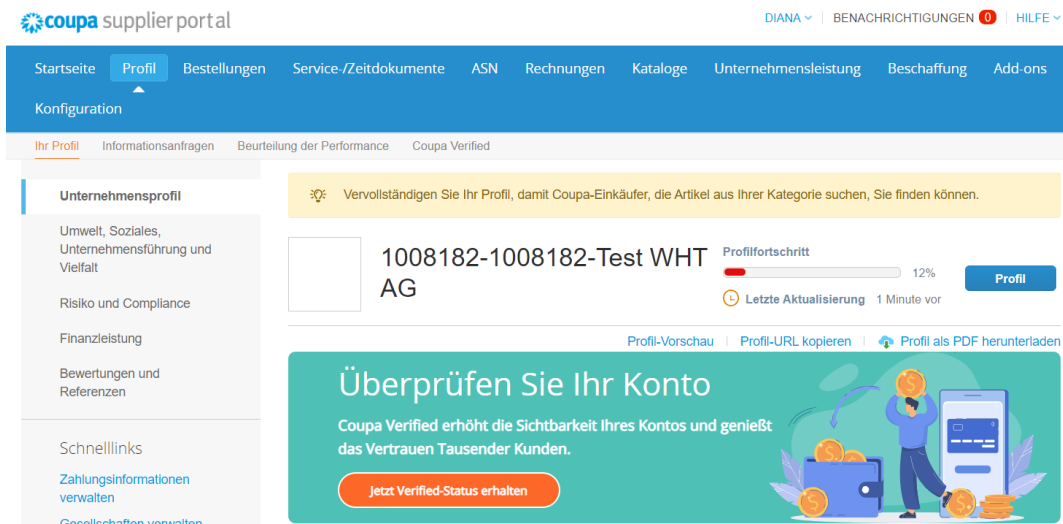 coupa supplier portal
DIANA BENACHRICHTIGUNGEN 0 HILFE
Startseite Profil Bestellungen Service-/Zeitdokumente ASN Rechnungen Kataloge Unternehmensleistung Beschaffung Add-ons
Konfiguration
Ihr Profil Informationsanfragen Beurteilung der Performance Coupa Verified
Unternehmensprofil
Umwelt, Soziales,
Unternehmensführung und
Vielfalt
Risiko und Compliance
Finanzleistung
Bewertungen und
Referenzen
Schnelllinks
Zahlungsinformationen
verwalten
Gesellschaften verwalten
Vervollständigen Sie Ihr Profil, damit Coupa-Einkäufer, die Artikel aus Ihrer Kategorie suchen, Sie finden können.
1008182-1008182-Test WHT
AG
Profilfortschritt
12%
Letzte Aktualisierung 1 Minute vor
Profil
Profil-Vorschau Profil-URL kopieren Profil als PDF herunterladen
Überprüfen Sie Ihr Konto
Coupa Verified erhöht die Sichtbarkeit Ihres Kontos und genießt
das Vertrauen Tausender Kunden.
Jetzt Verified-Status erhalten